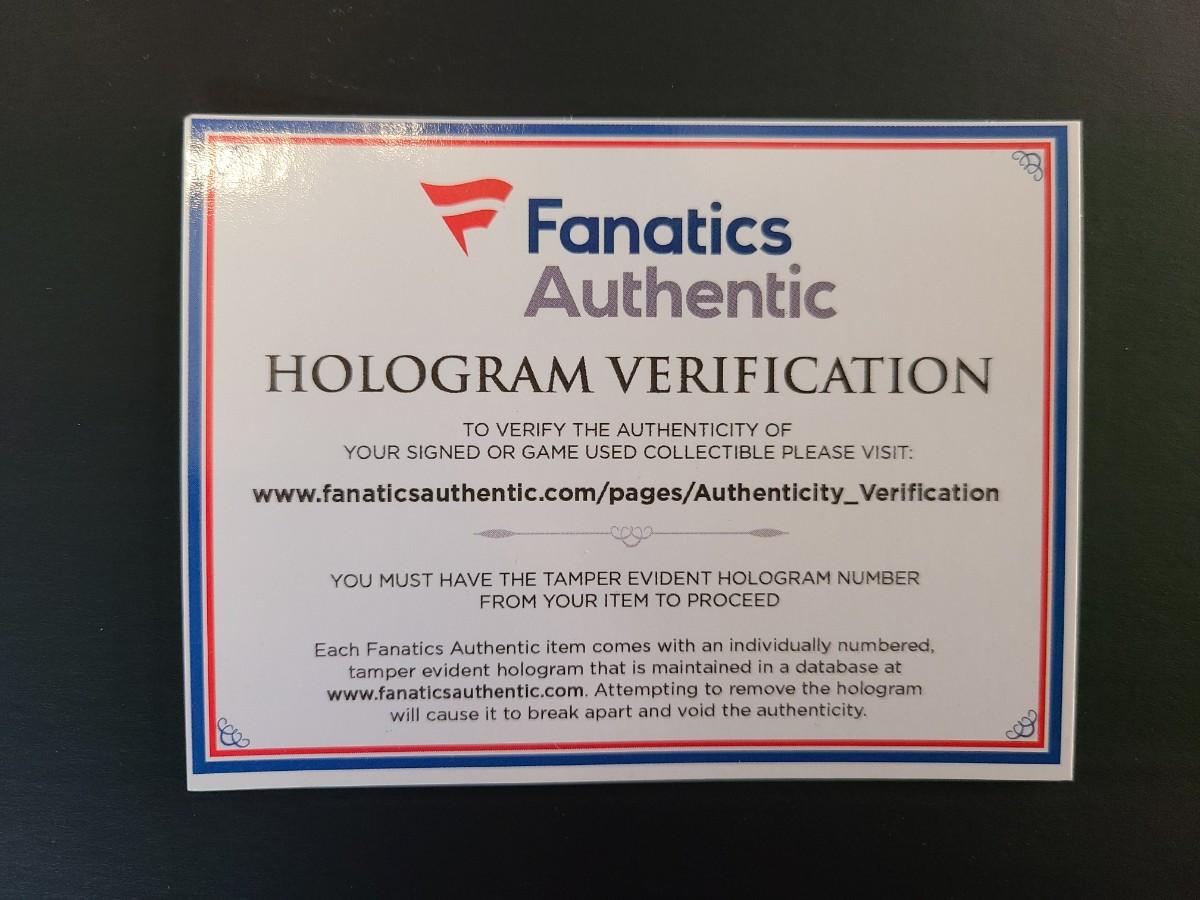 Fanatics
Authentic
HOLOGRAM VERIFICATION
TO VERIFY THE AUTHENTICITY OF
YOUR SIGNED OR GAME USED COLLECTIBLE PLEASE VISIT:
www.fanaticsauthentic.com/pages/Authenticity_Verification
YOU MUST HAVE THE TAMPER EVIDENT HOLOGRAM NUMBER
FROM YOUR ITEM TO PROCEED
Each Fanatics Authentic item comes with an individually numbered,
tamper evident hologram that is maintained in a database at
www.fanaticsauthentic.com. Attempting to remove the hologram
will cause it to break apart and void the authenticity.